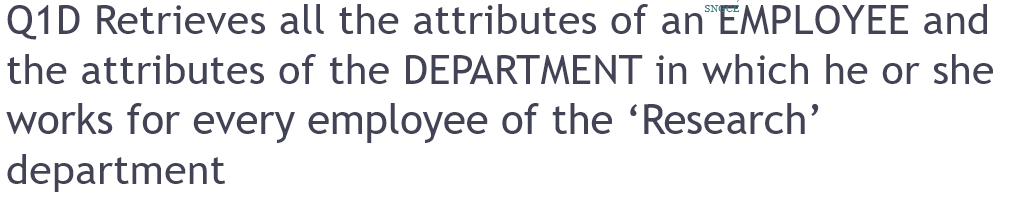 Q1D Retrieves all the attributes of an EMPLOYEE and
the attributes of the DEPARTMENT in which he or she
works for every employee of the ‘Research’
department